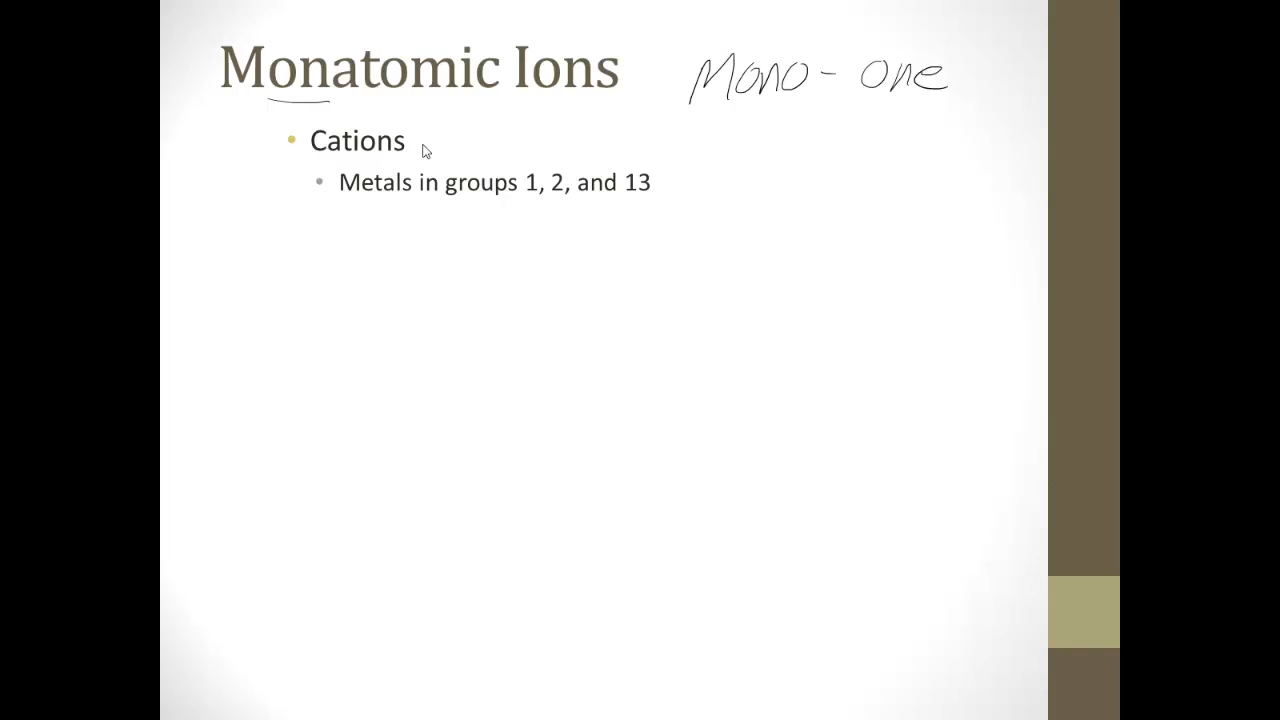 Monatomic Ions Mono - one
• Cations
• Metals in groups 1, 2, and 13